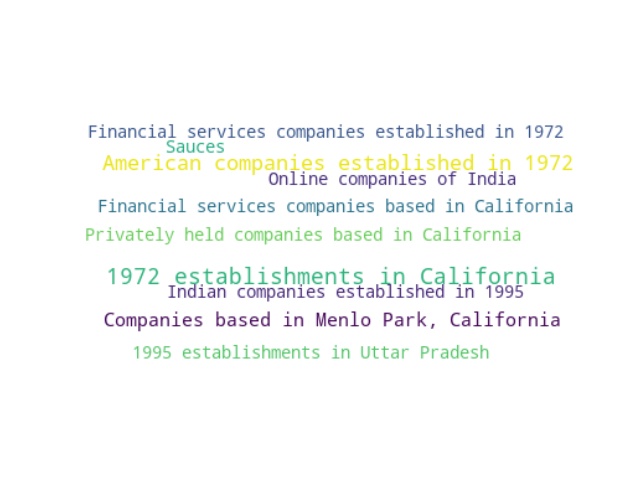 Financial services companies established in 1972
Sauces
American companies established in 1972
Online companies of India
Financial services companies based in California
Privately held companies based in California
1972 establishments in California
Indian companies established in 1995
Companies based in Menlo Park, California
1995 establishments in Uttar Pradesh